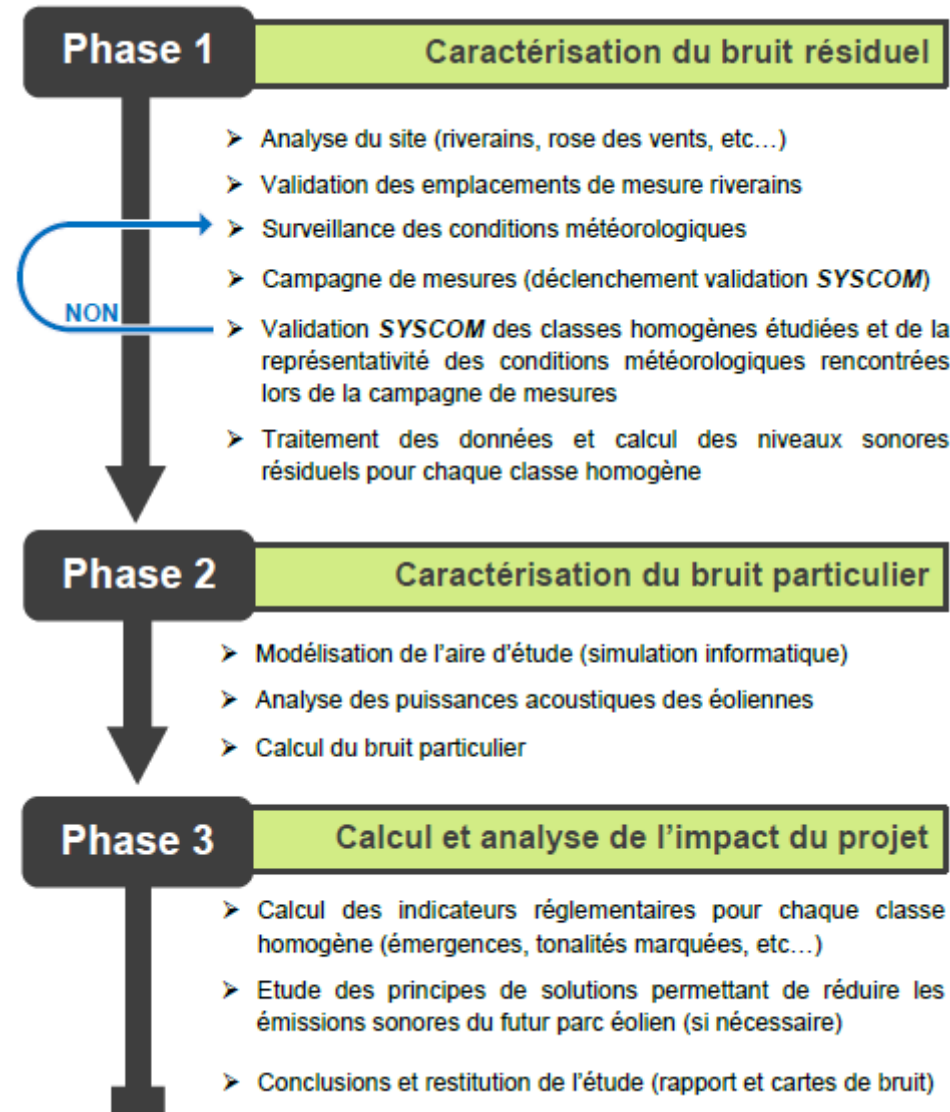 Phase 1
Caractérisation du bruit résiduel
➢ Analyse du site (riverains, rose des vents, etc…)
➢ Validation des emplacements de mesure riverains
➢ Surveillance des conditions météorologiques
➢ Campagne de mesures (déclenchement validation SYSCOM)
NON
➢ Validation SYSCOM des classes homogènes étudiées et de la
représentativité des conditions météorologiques rencontrées
lors de la campagne de mesures
➢ Traitement des données et calcul des niveaux sonores
résiduels pour chaque classe homogène
Phase 2
Caractérisation du bruit particulier
➢ Modélisation de l'aire d'étude (simulation informatique)
➢ Analyse des puissances acoustiques des éoliennes
➢ Calcul du bruit particulier
Phase 3
Calcul et analyse de l'impact du projet
➢ Calcul des indicateurs réglementaires pour chaque classe
homogène (émergences, tonalités marquées, etc…)
➢ Etude des principes de solutions permettant de réduire les
émissions sonores du futur parc éolien (si nécessaire)
➢ Conclusions et restitution de l'étude (rapport et cartes de bruit)